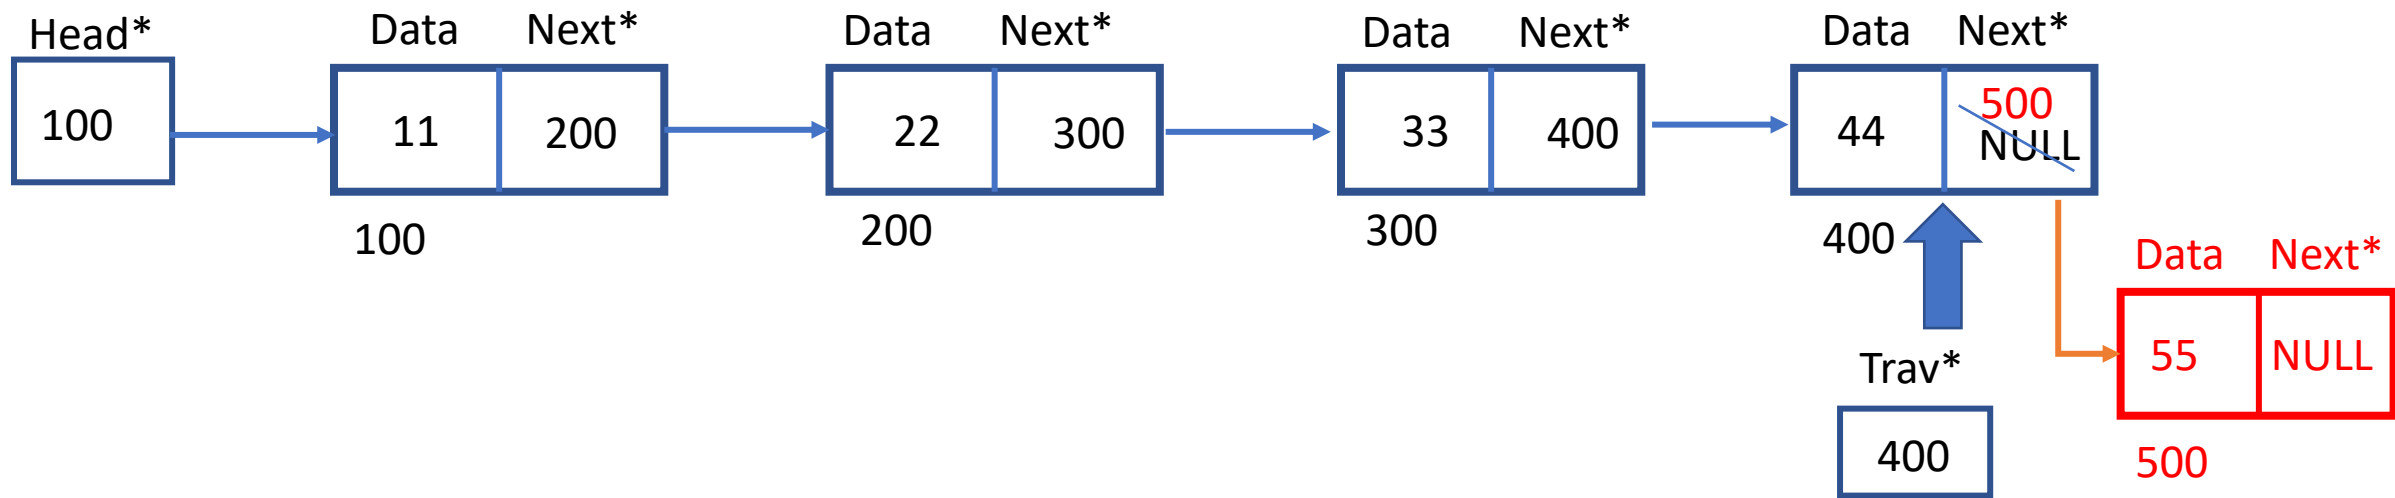 Head*
Data Next*
Data Next*
Data Next*
Data Next*
100
11 200
22 300
33 400
44 500
NULL
100
200
300
400
Data Next*
55 NULL
Trav*
400
500